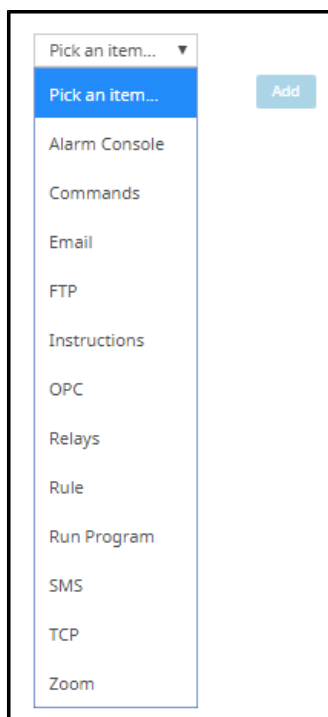 Pick an item... ▼
Pick an item...
Add
Alarm Console
Commands
Email
FTP
Instructions
OPC
Relays
Rule
Run Program
SMS
TCP
Zoom